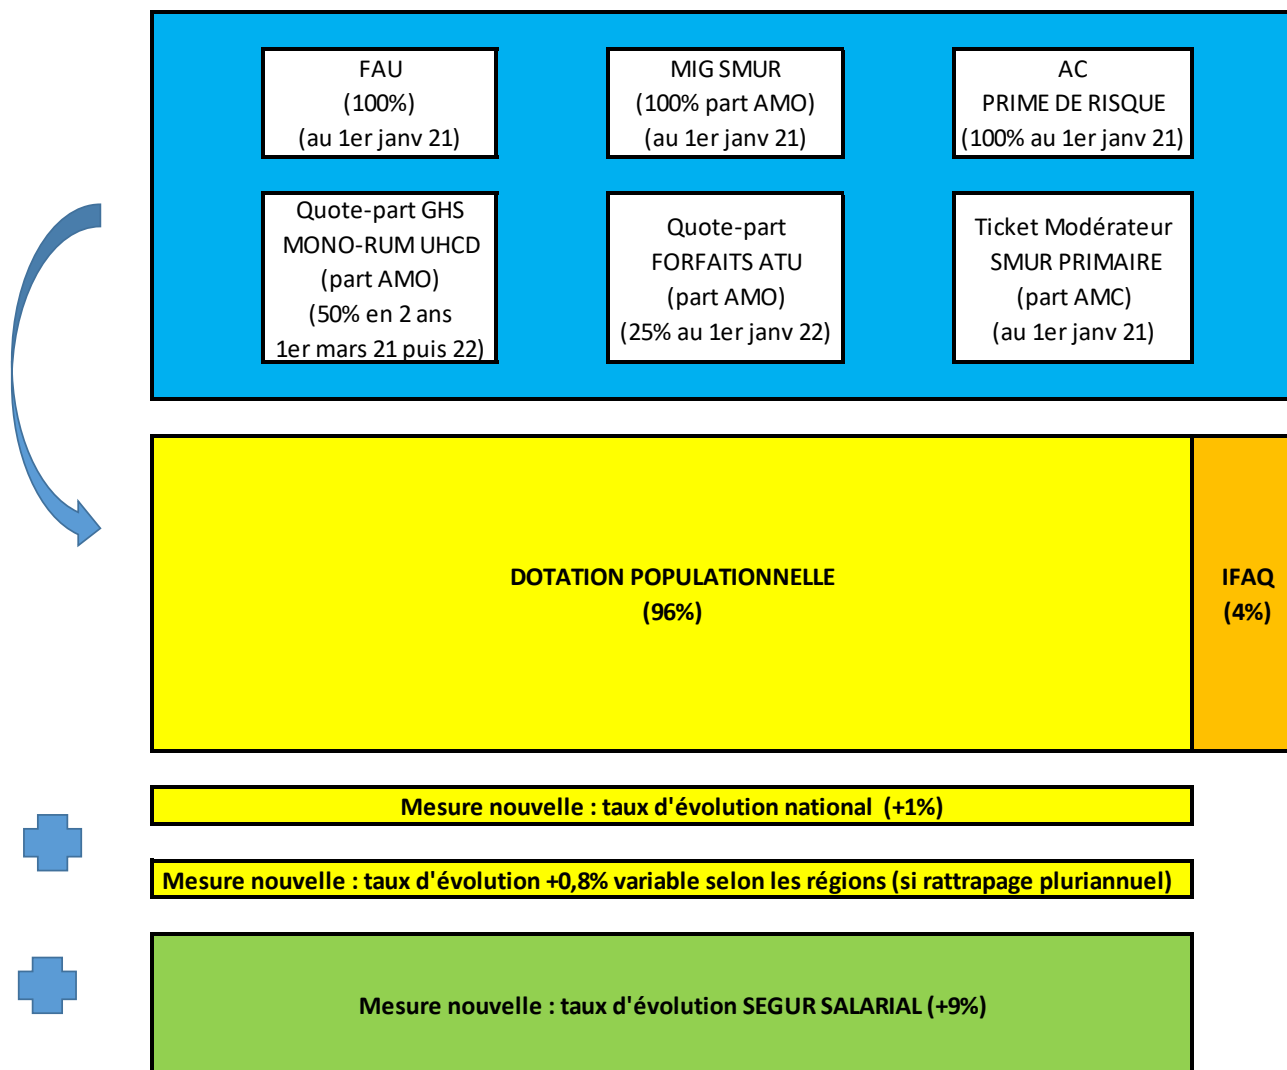 FAU
(100%)
(au 1er janv 21)
MIG SMUR
(100% part AMO)
(au 1er janv 21)
AC
PRIME DE RISQUE
(100% au 1er janv 21)
Quote-part GHS
MONO-RUM UHCD
(part AMO)
(50% en 2 ans
1er mars 21 puis 22)
Quote-part
FORFAITS ATU
(part AMO)
(25% au 1er janv 22)
Ticket Modérateur
SMUR PRIMAIRE
(part AMC)
(au 1er janv 21)
DOTATION POPULATIONNELLE
(96%)
IFAQ
(4%)
Mesure nouvelle : taux d'évolution national (+1%)
Mesure nouvelle : taux d'évolution +0,8% variable selon les régions (si rattrapage pluriannuel)
Mesure nouvelle : taux d'évolution SEGUR SALARIAL (+9%)